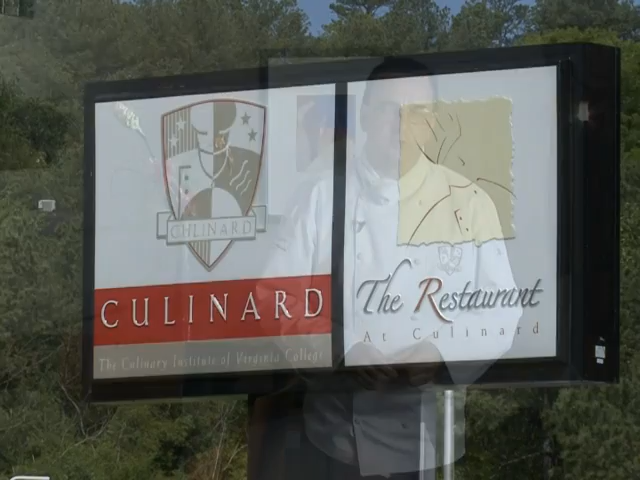 CULINARD
CULINARD
The Culinary Institute of Virginia College
The Restaurant
At Culinard